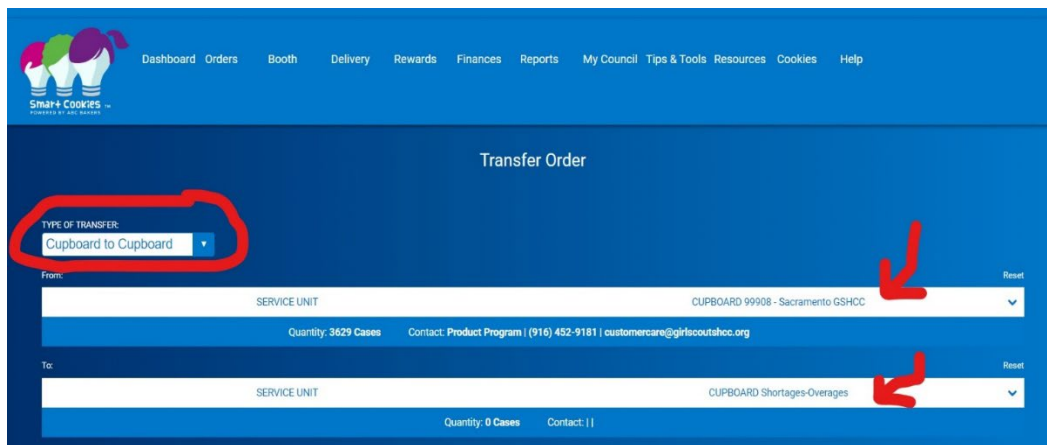 Dashboard Orders Booth Delivery Rewards Finances Reports My Council Tips & Tools Resources Cookies Help
Smart Cookies TM
POWERED BY ABC BAKERS
Transfer Order
TYPE OF TRANSFER:
Cupboard to Cupboard
From: Reset
SERVICE UNIT CUPBOARD 99908 - Sacramento GSHCC
Quantity: 3629 Cases Contact: Product Program | (916) 452-9181 | customercare@girlscoutshcc.org
To: Reset
SERVICE UNIT CUPBOARD Shortages-Overages
Quantity: 0 Cases Contact: | |